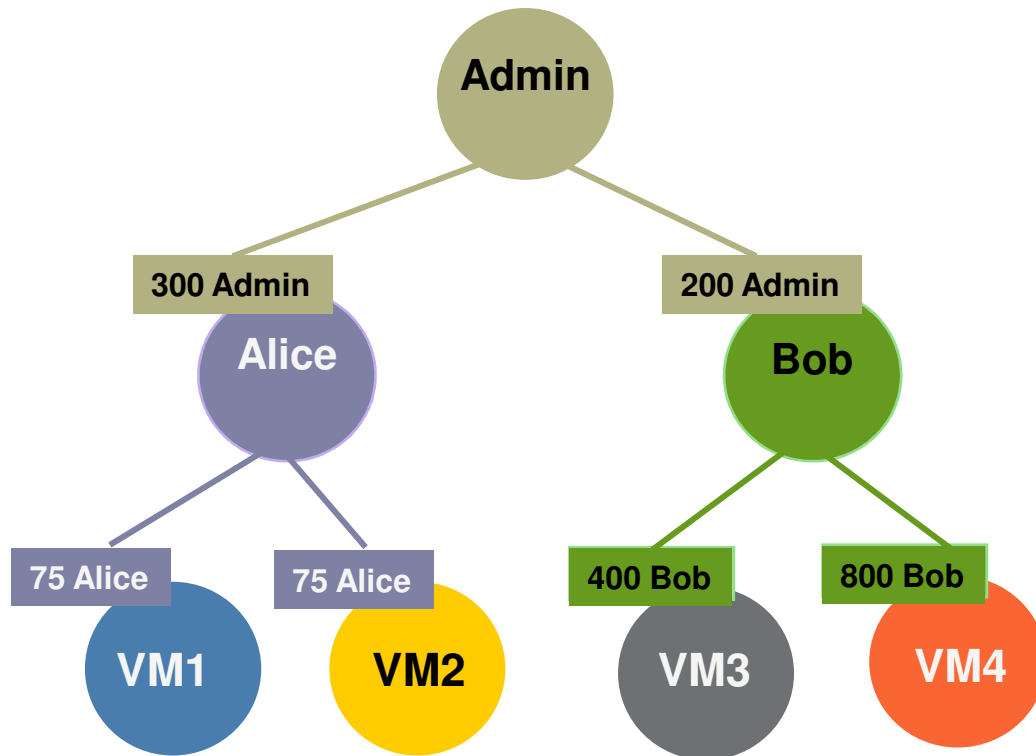 Admin
300 Admin
200 Admin
Alice
Bob
75 Alice
75 Alice
400 Bob
800 Bob
VM1
VM2
VM3
VM4